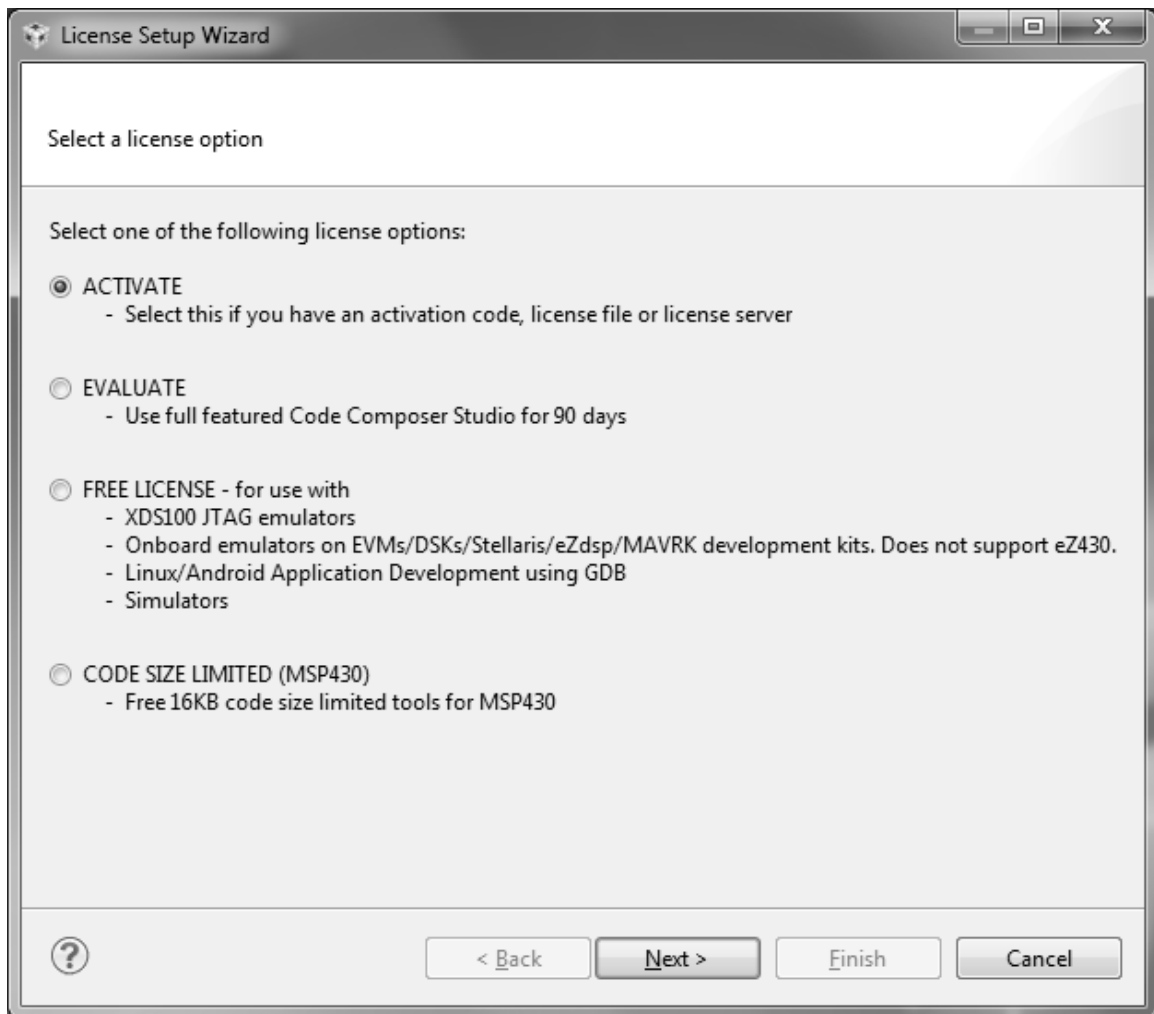 License Setup Wizard
Select a license option
Select one of the following license options:
ACTIVATE
- Select this if you have an activation code, license file or license server
EVALUATE
- Use full featured Code Composer Studio for 90 days
FREE LICENSE - for use with
- XDS100 JTAG emulators
- Onboard emulators on EVMs/DSKs/Stellaris/eZdsp/MAVRK development kits. Does not support eZ430.
- Linux/Android Application Development using GDB
- Simulators
CODE SIZE LIMITED (MSP430)
- Free 16KB code size limited tools for MSP430
? < Back Next > Finish Cancel